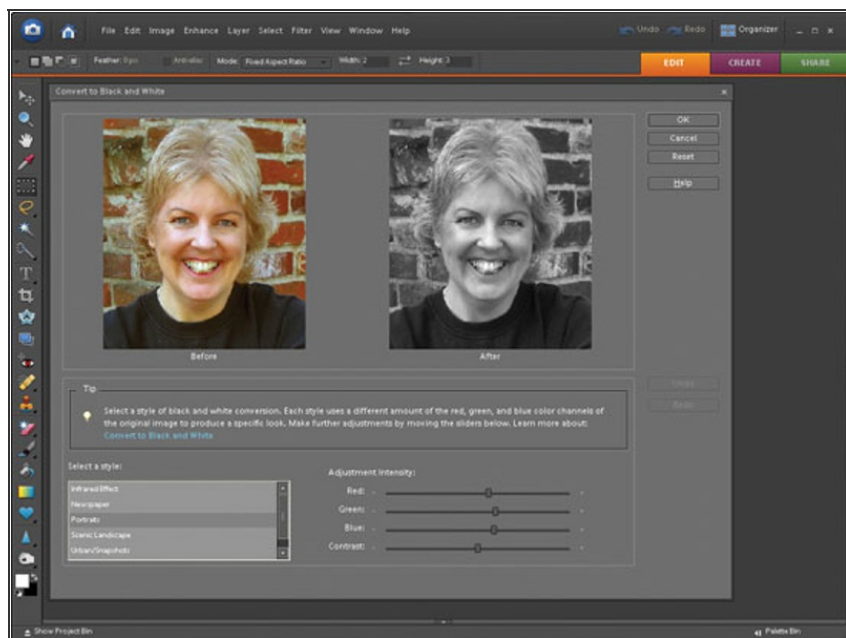 File Edit Image Enhance Layer Select Filter View Window Help
Undo Redo Organizer
Feather: 0 px Anti-alias Mode: Fixed Aspect Ratio Width: 2 Height: 3
EDIT CREATE SHARE
Convert to Black and White
OK
Cancel
Reset
Help
Before After
Undo
Redo
Tip
Select a style of black and white conversion. Each style uses a different amount of the red, green, and blue color channels of
the original image to produce a specific look. Make further adjustments by moving the sliders below. Learn more about:
Convert to Black and White
Select a style:
Infrared Effect
Newspaper
Portraits
Scenic Landscape
Urban/Snapshots
Adjustment Intensity:
Red:
Green:
Blue:
Contrast:
Show Project Bin Palette Bin